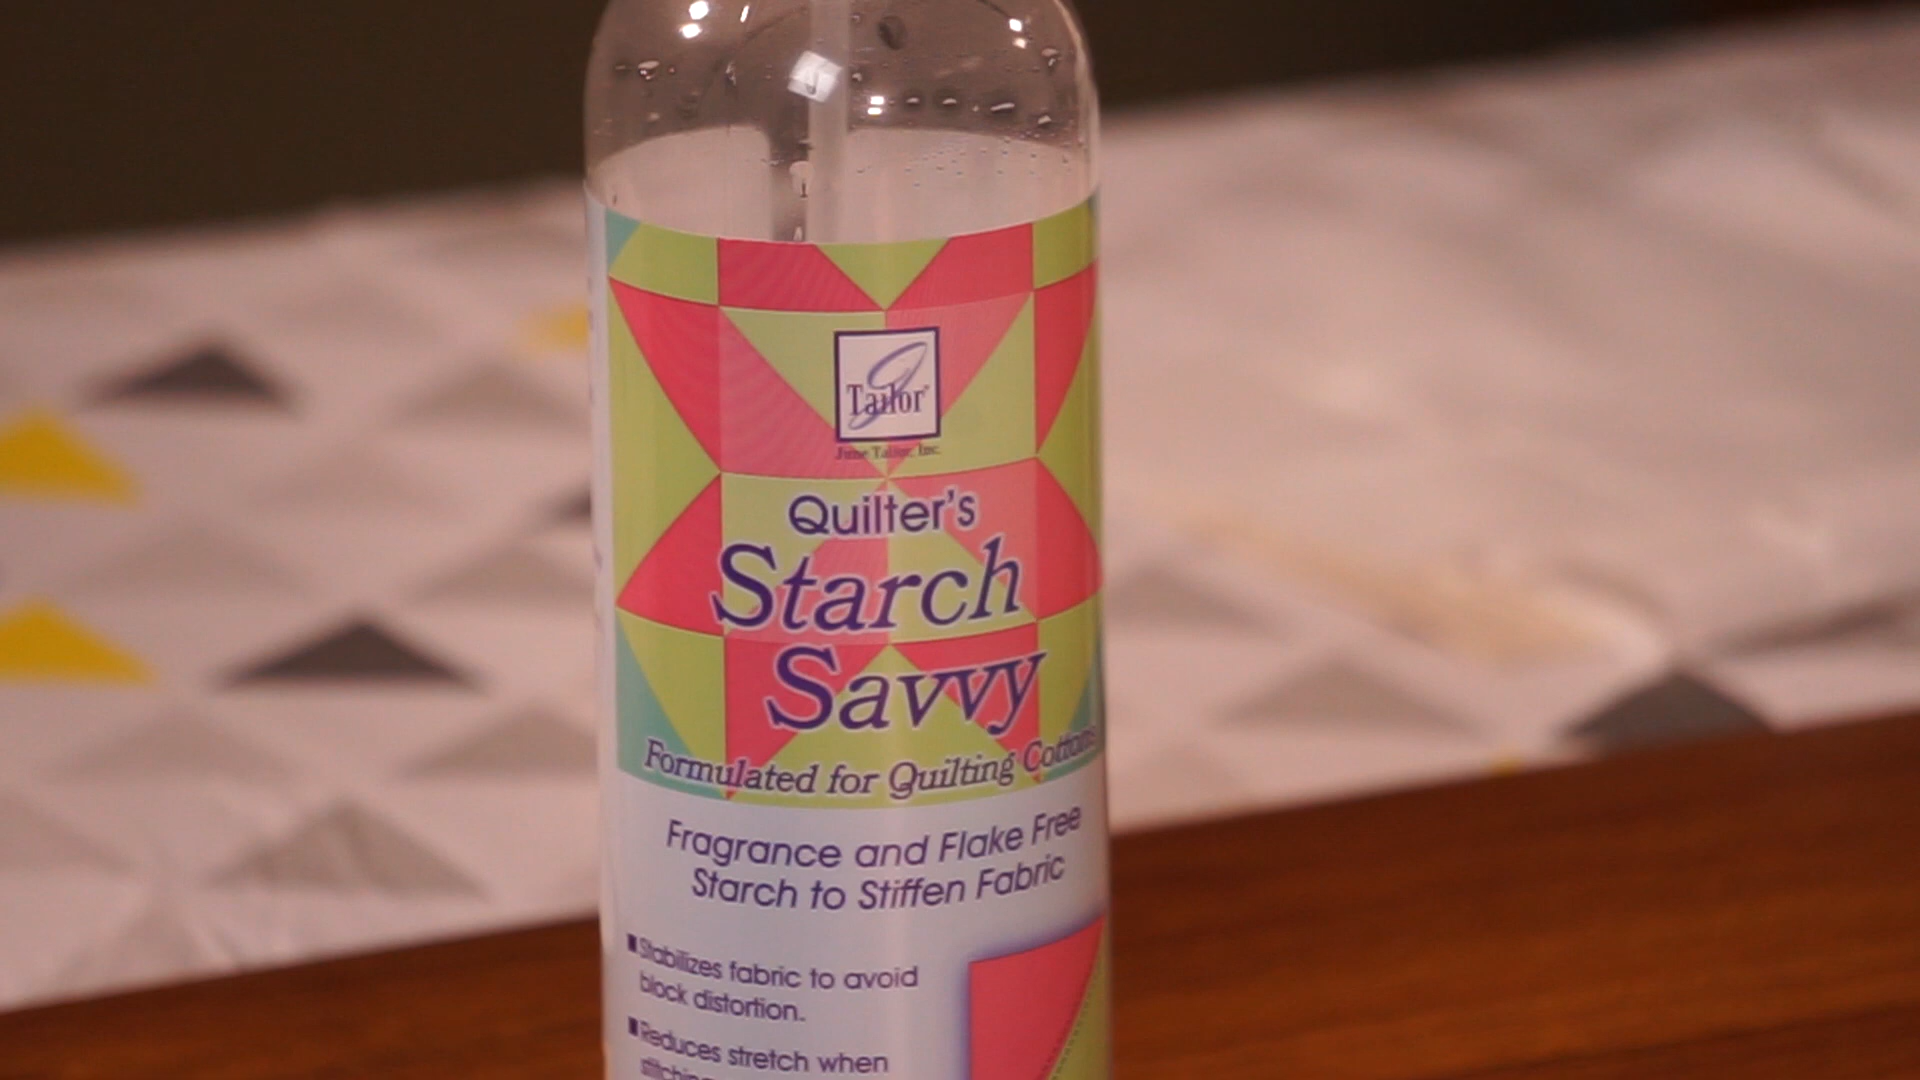 J
Tailor®
June Tailor, Inc.
Quilter's
Starch
Savvy
Formulated for Quilting Cottons
Fragrance and Flake Free
Starch to Stiffen Fabric
■ Stabilizes fabric to avoid
block distortion.
■ Reduces stretch when
stitching